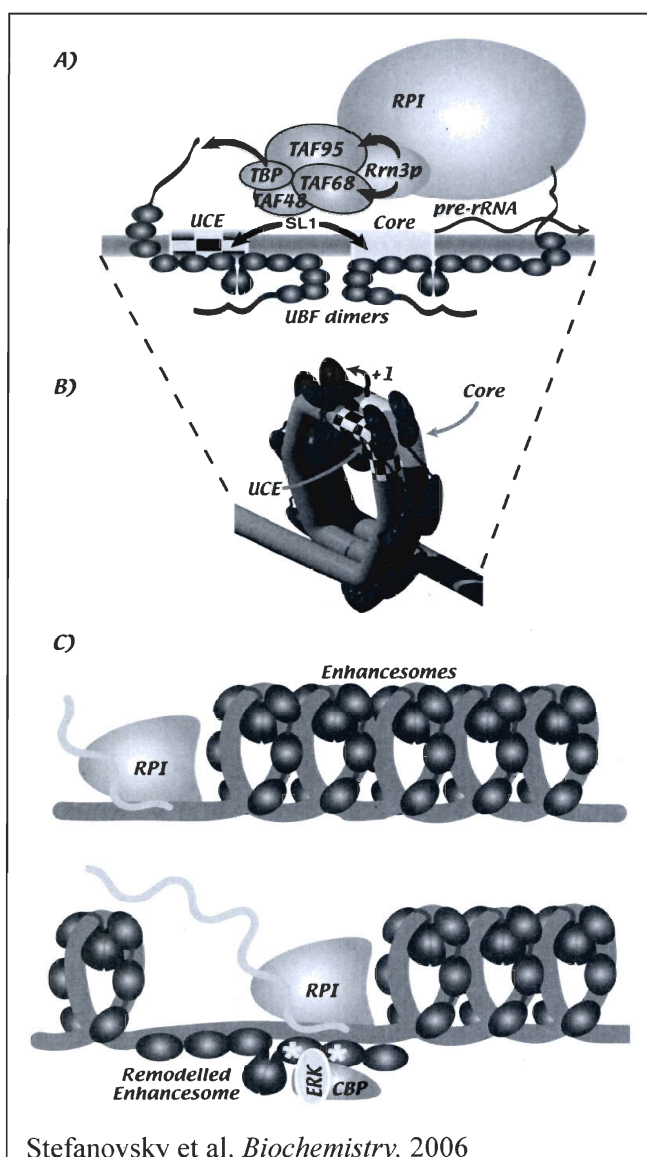 A)
RPI
TAF95
Rrn3p
TBP
TAF68
TAF48
UCE
SL1
Core
pre-rRNA
UBF dimers
B)
+1
Core
UCE
C)
Enhancesomes
RPI
RPI
Remodelled
Enhancesome
ERK
CBP
Stefanovsky et al. Biochemistry. 2006